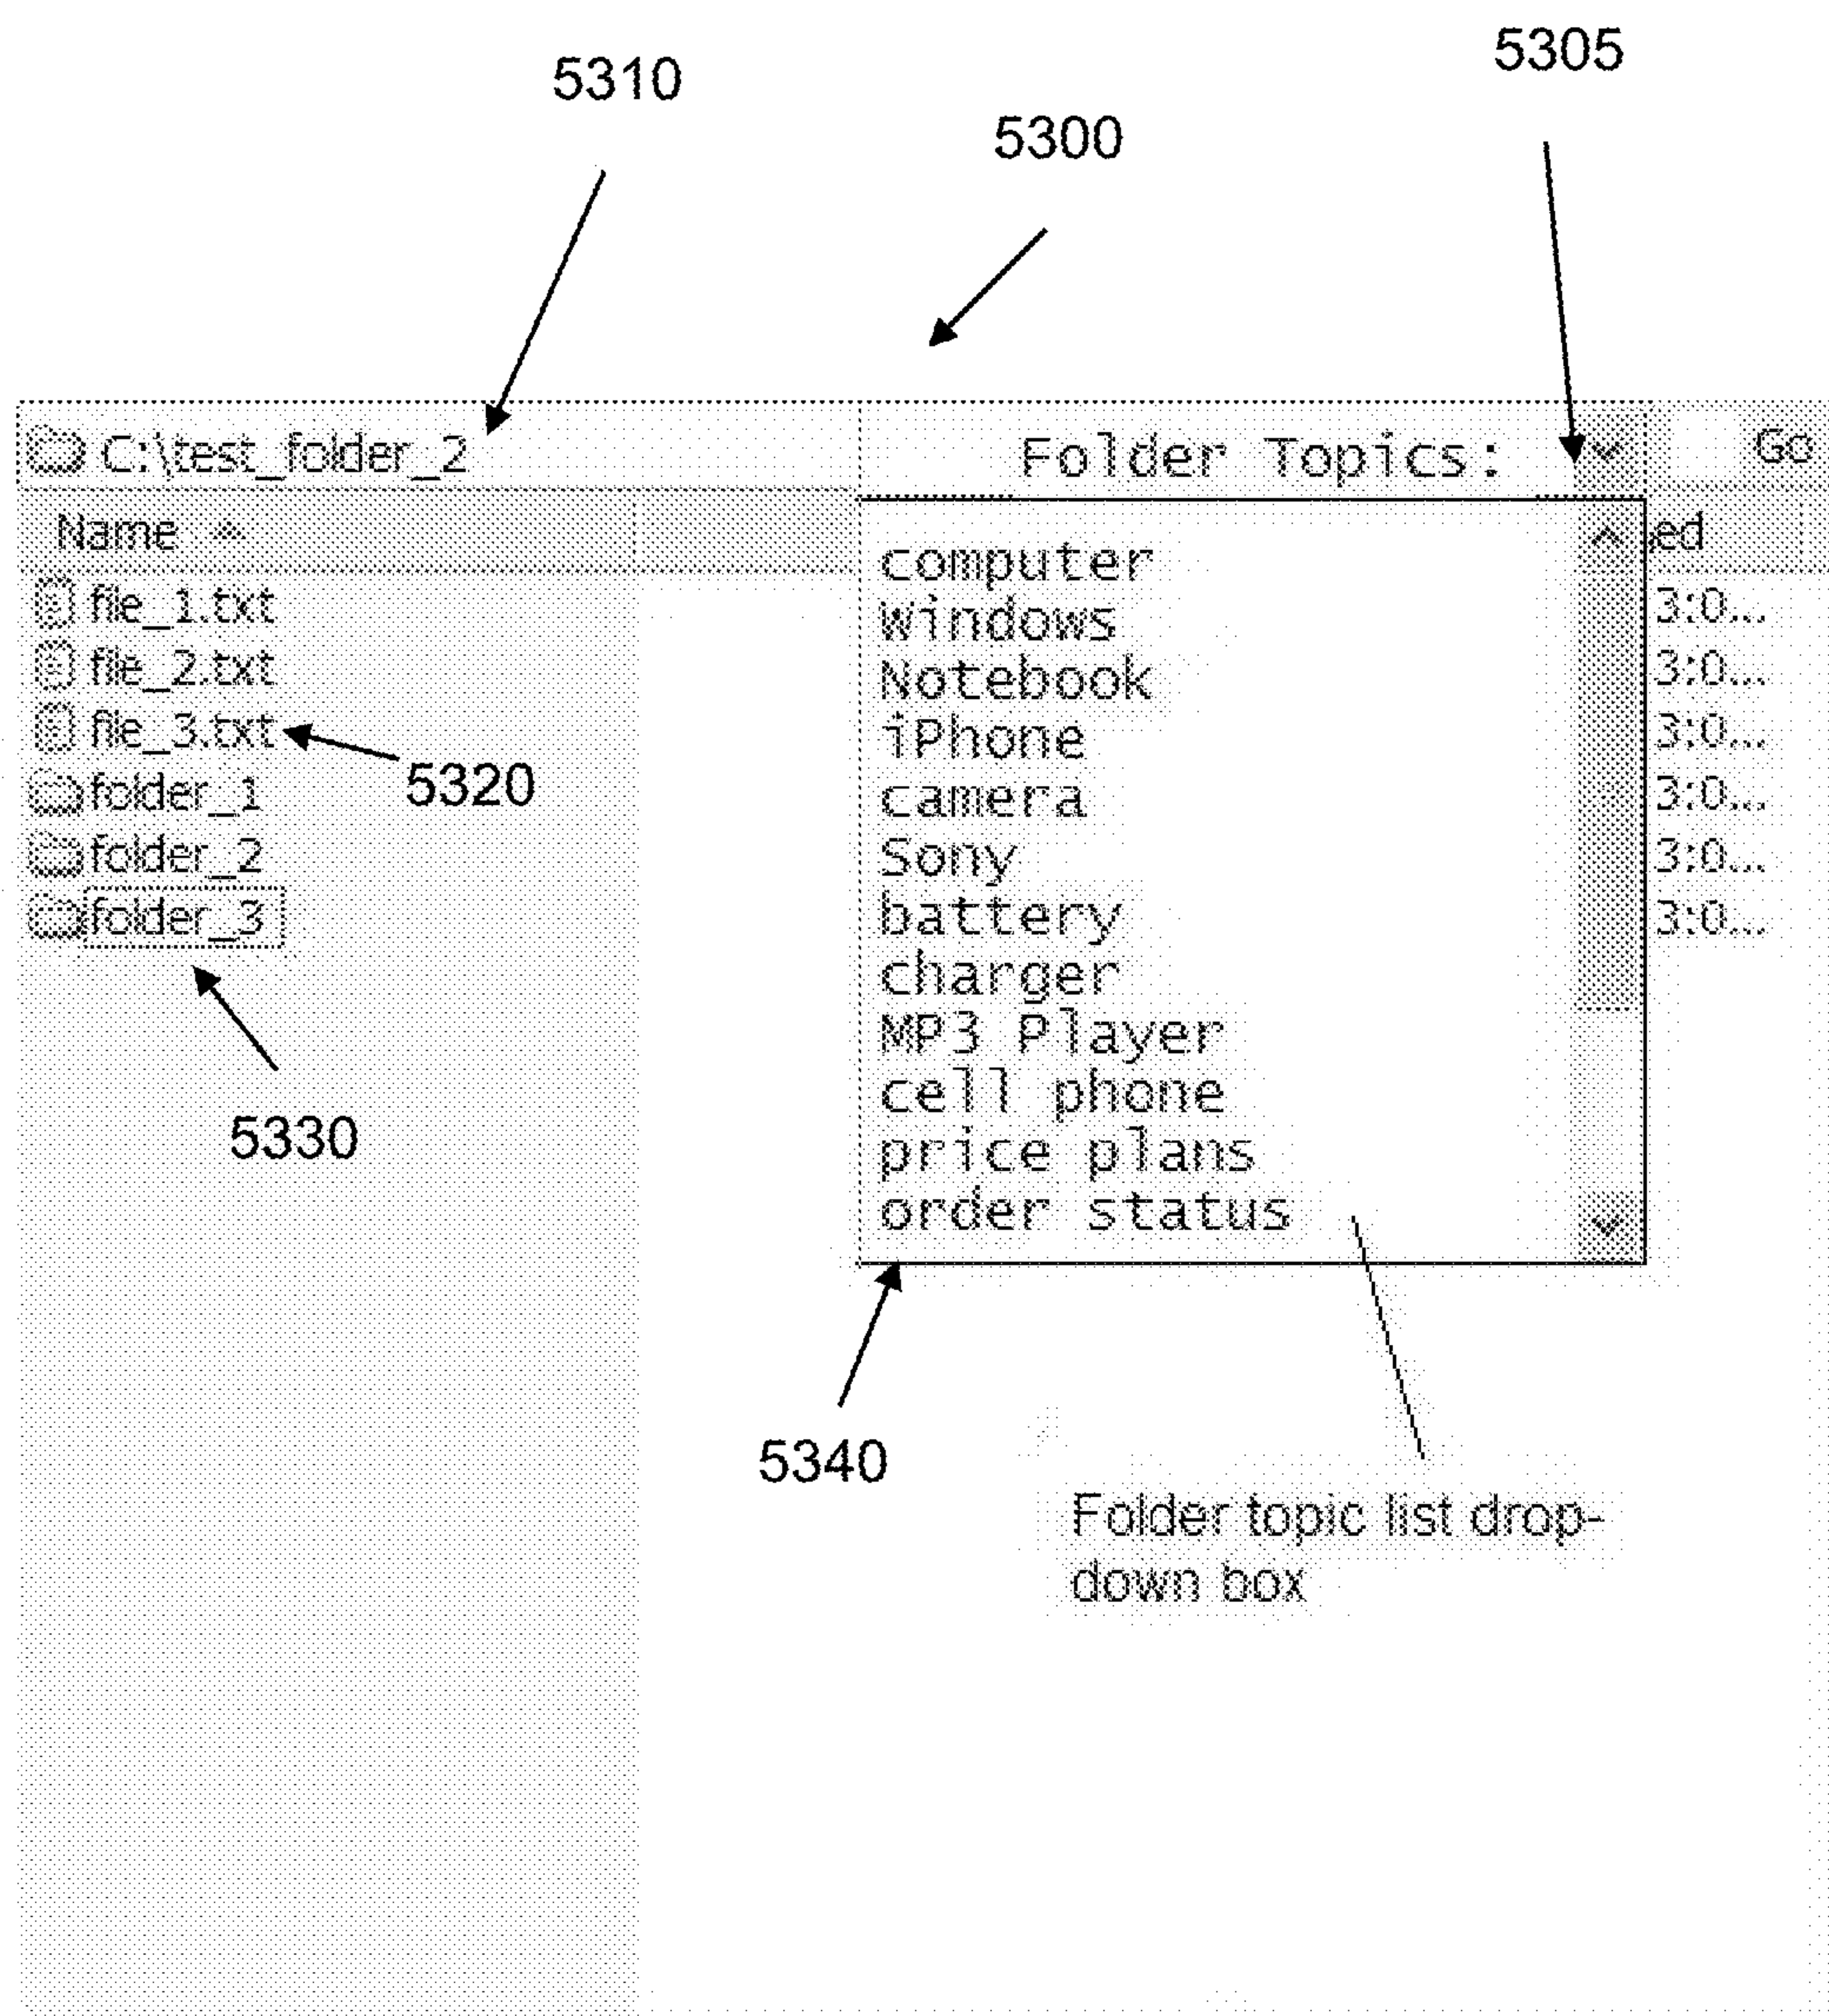 5305
5310
5300
C:\test_folder_2
Folder Topics:
Go
Name
ed
file_1.txt
3:0...
file_2.txt
3:0...
file_3.txt
3:0...
5320
folder_1
3:0...
folder_2
3:0...
folder_3
3:0...
5330
computer
Windows
Notebook
iPhone
camera
Sony
battery
charger
MP3 Player
cell phone
price plans
order status
5340
Folder topic list drop-
down box